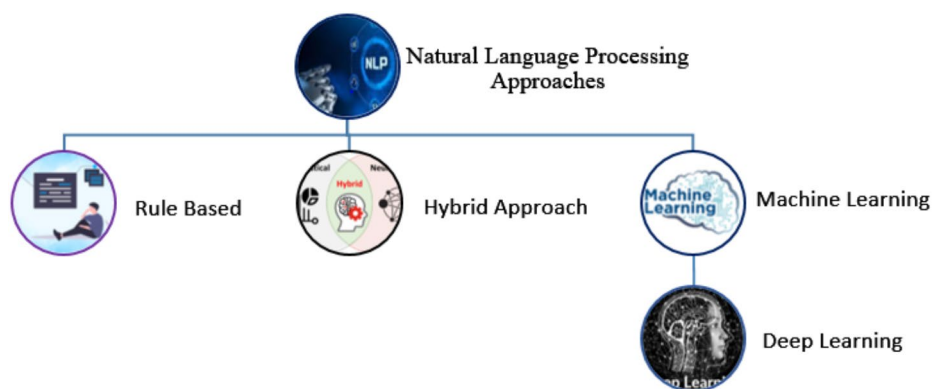 NLP
Natural Language Processing
Approaches
Rule Based
Hybrid
Hybrid Approach
Machine
Learning
Machine Learning
Deep Learning